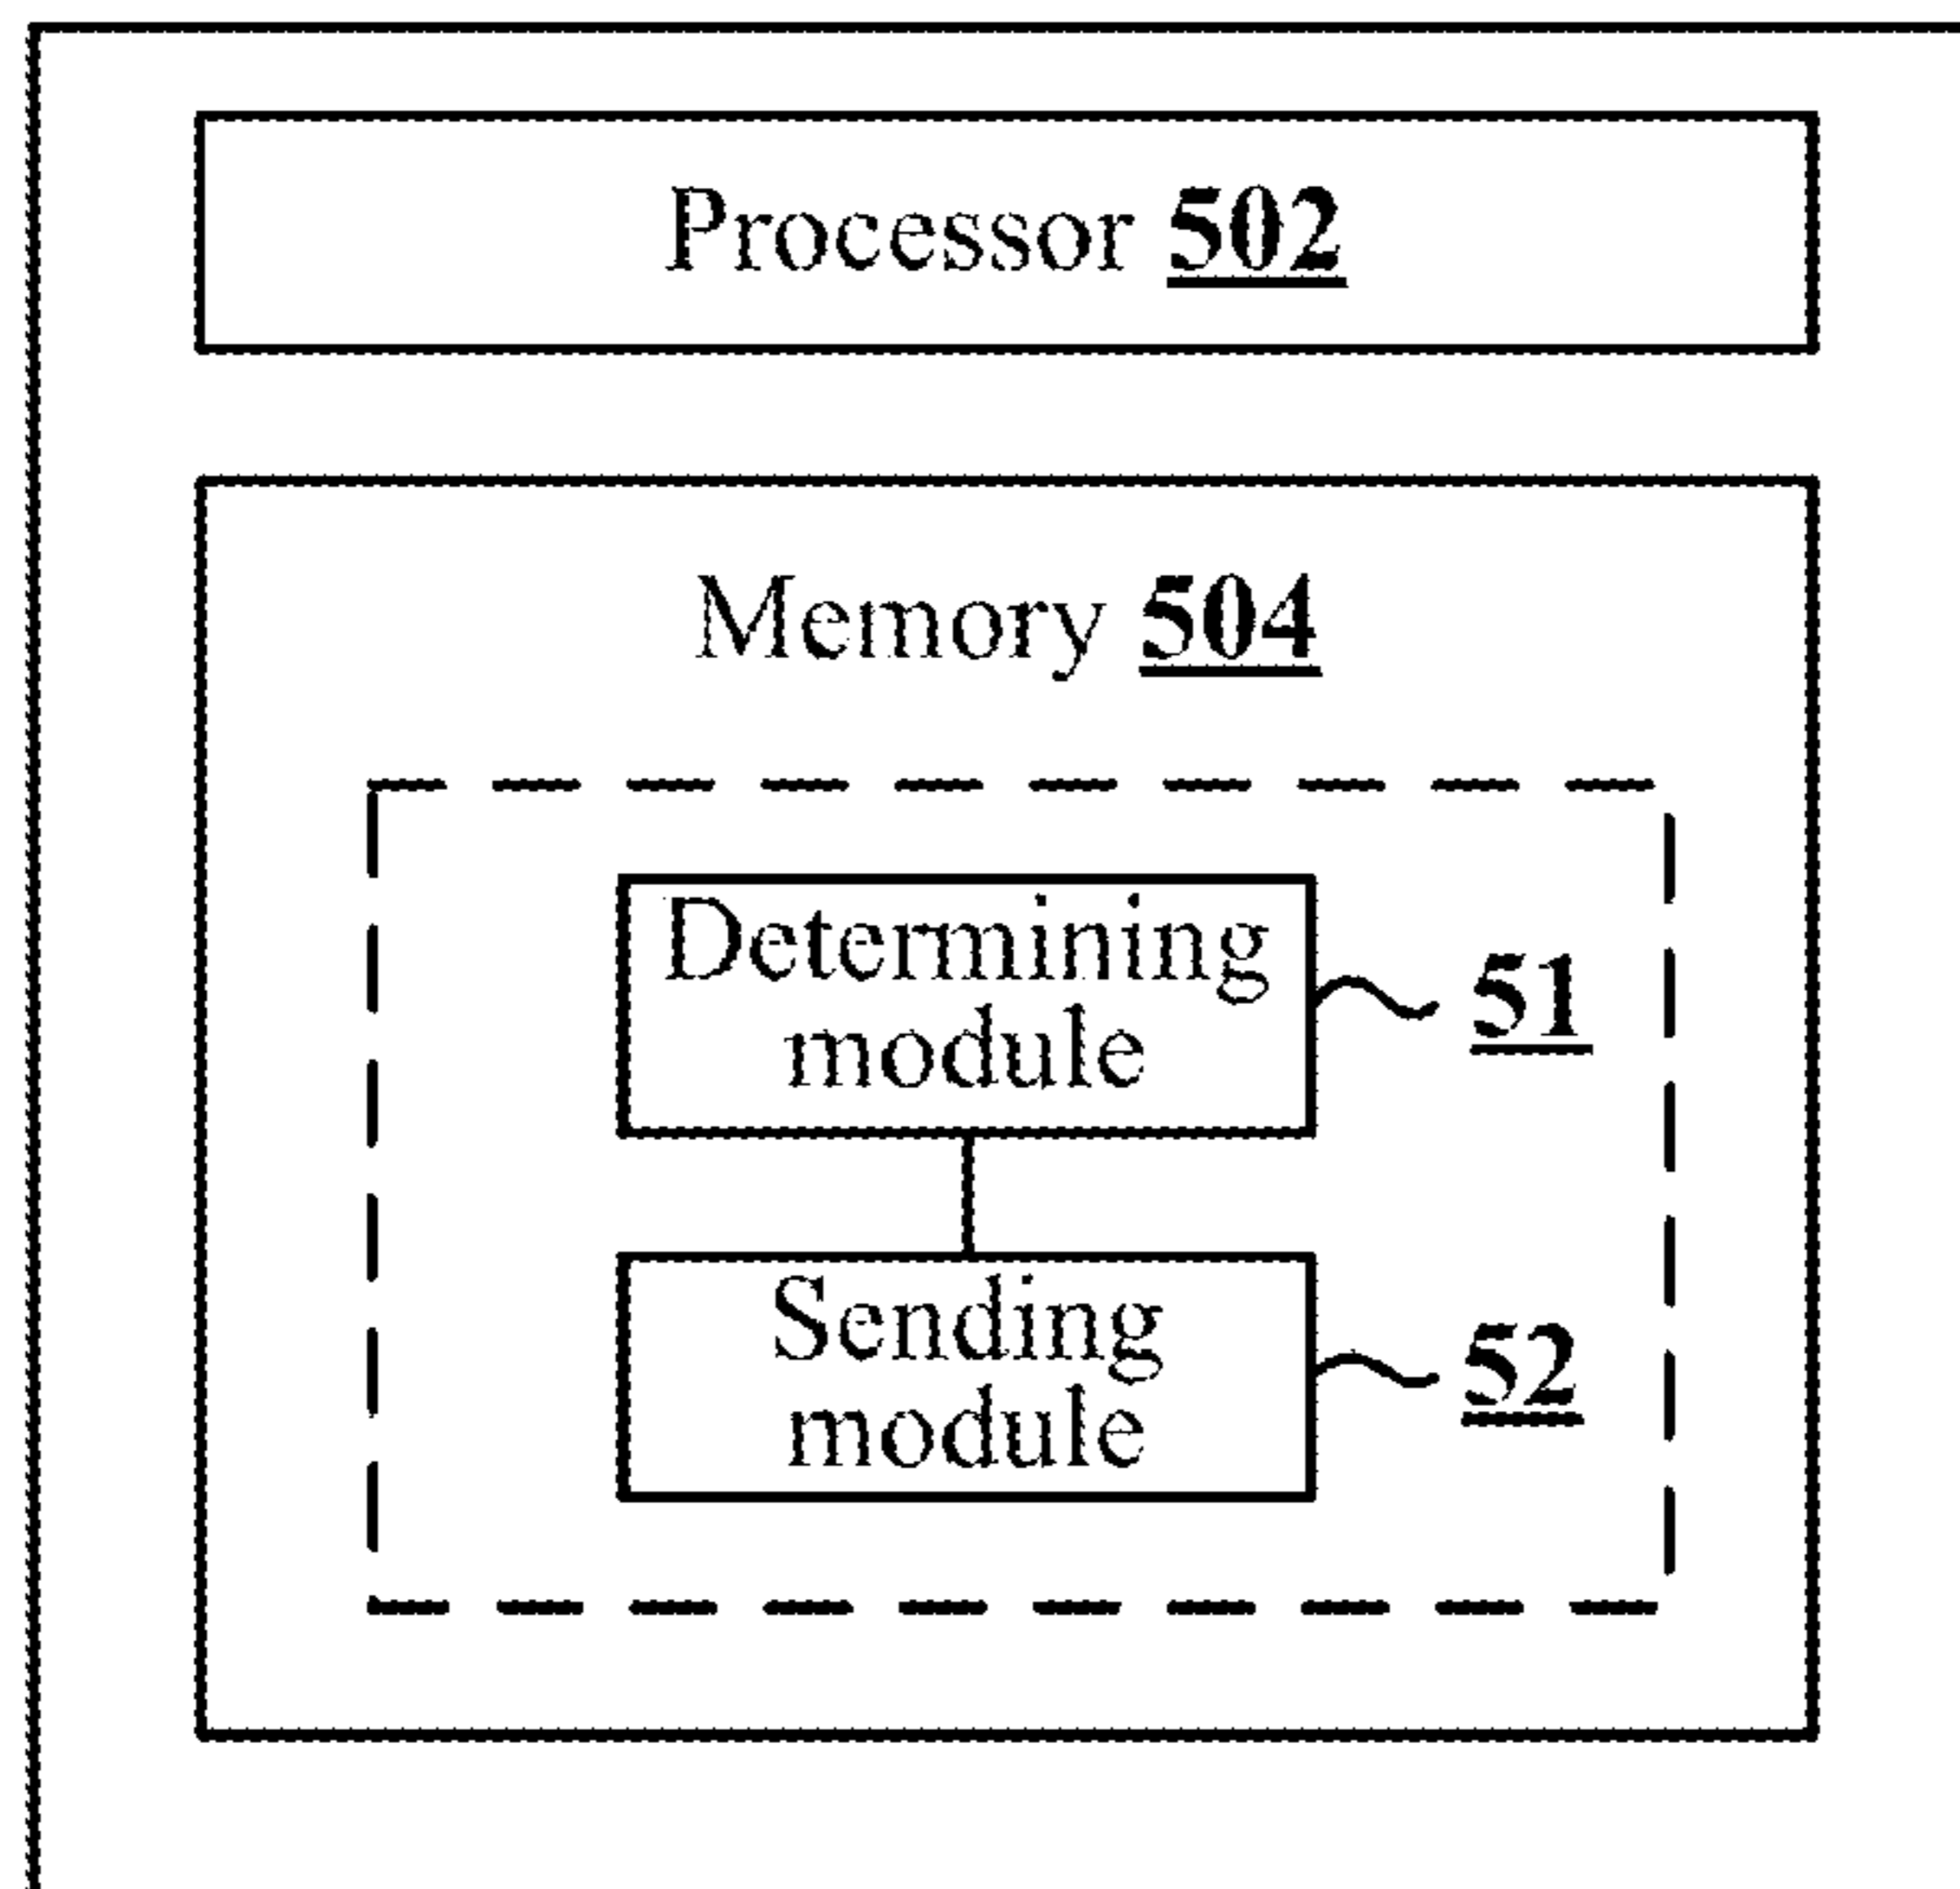 Processor 502
Memory 504
Determining
module
51
Sending
module
52